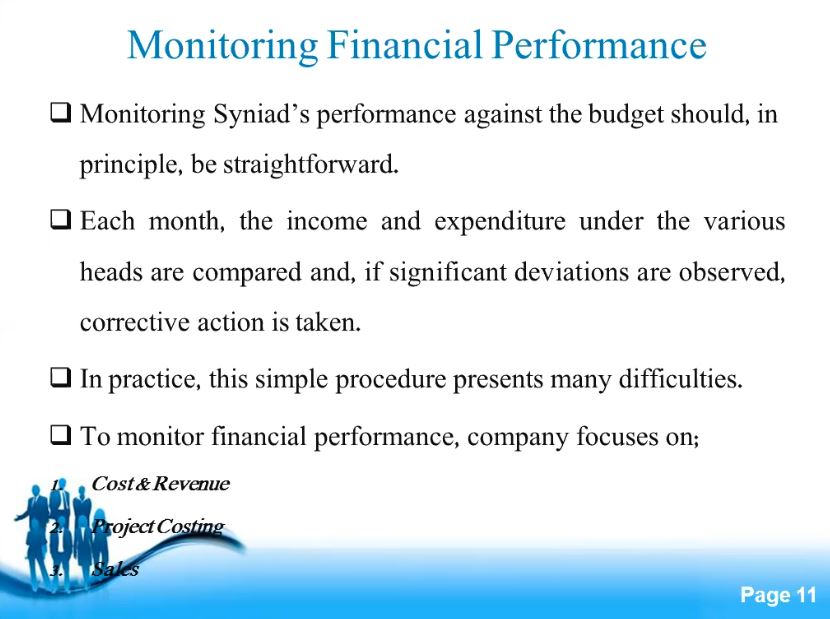 Monitoring Financial Performance
❑ Monitoring Syniad's performance against the budget should, in
principle, be straightforward.
❑ Each month, the income and expenditure under the various
heads are compared and, if significant deviations are observed,
corrective action is taken.
❑ In practice, this simple procedure presents many difficulties.
❑ To monitor financial performance, company focuses on;
1. Cost & Revenue
2. Project Costing
3. Sales
Page 11